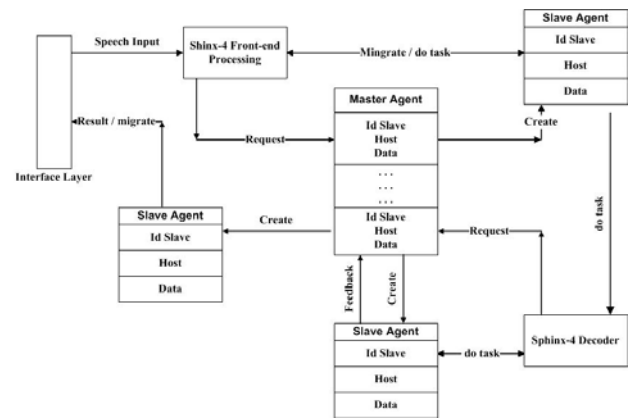 Slave Agent
Id Slave
Host
Data
Speech Input
Shinx-4 Front-end
Processing
Mingrate / do task
Master Agent
Id Slave
Host
Data
. . .
. . .
...
Id Slave
Host
Data
Create
Result / migrate
Request
Interface Layer
Slave Agent
Id Slave
Host
Data
Create
Request
do task
Feedback
Create
Slave Agent
Id Slave
Host
Data
do task
Sphinx-4 Decoder